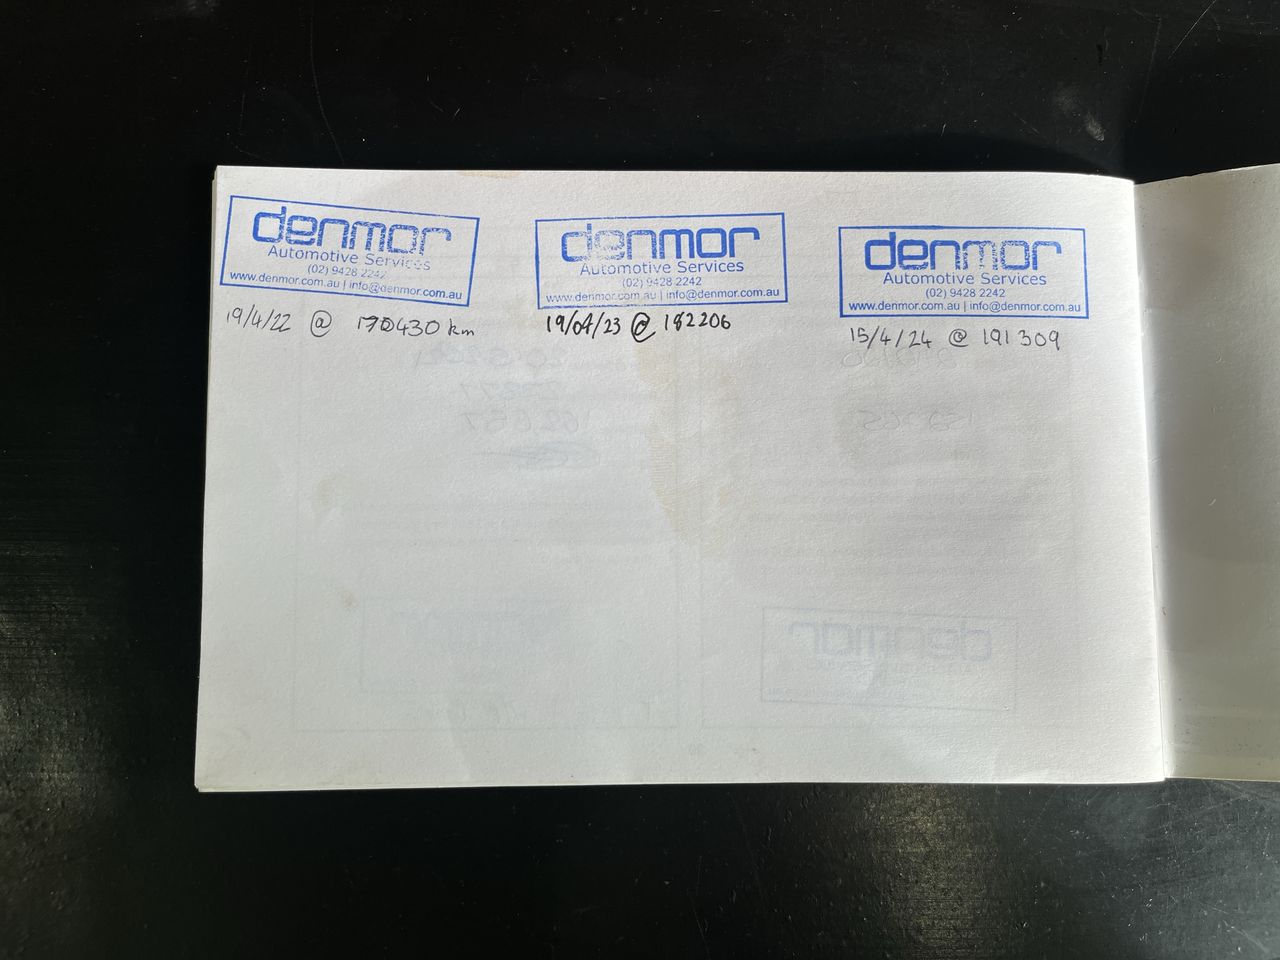 denmor
Automotive Services
(02) 9428 2242
www.denmor.com.au | info@denmor.com.au
19/4/22 @ 170430 km
denmor
Automotive Services
(02) 9428 2242
www.denmor.com.au | info@denmor.com.au
19/04/23 @ 182206
denmor
Automotive Services
(02) 9428 2242
www.denmor.com.au | info@denmor.com.au
15/4/24 @ 191309